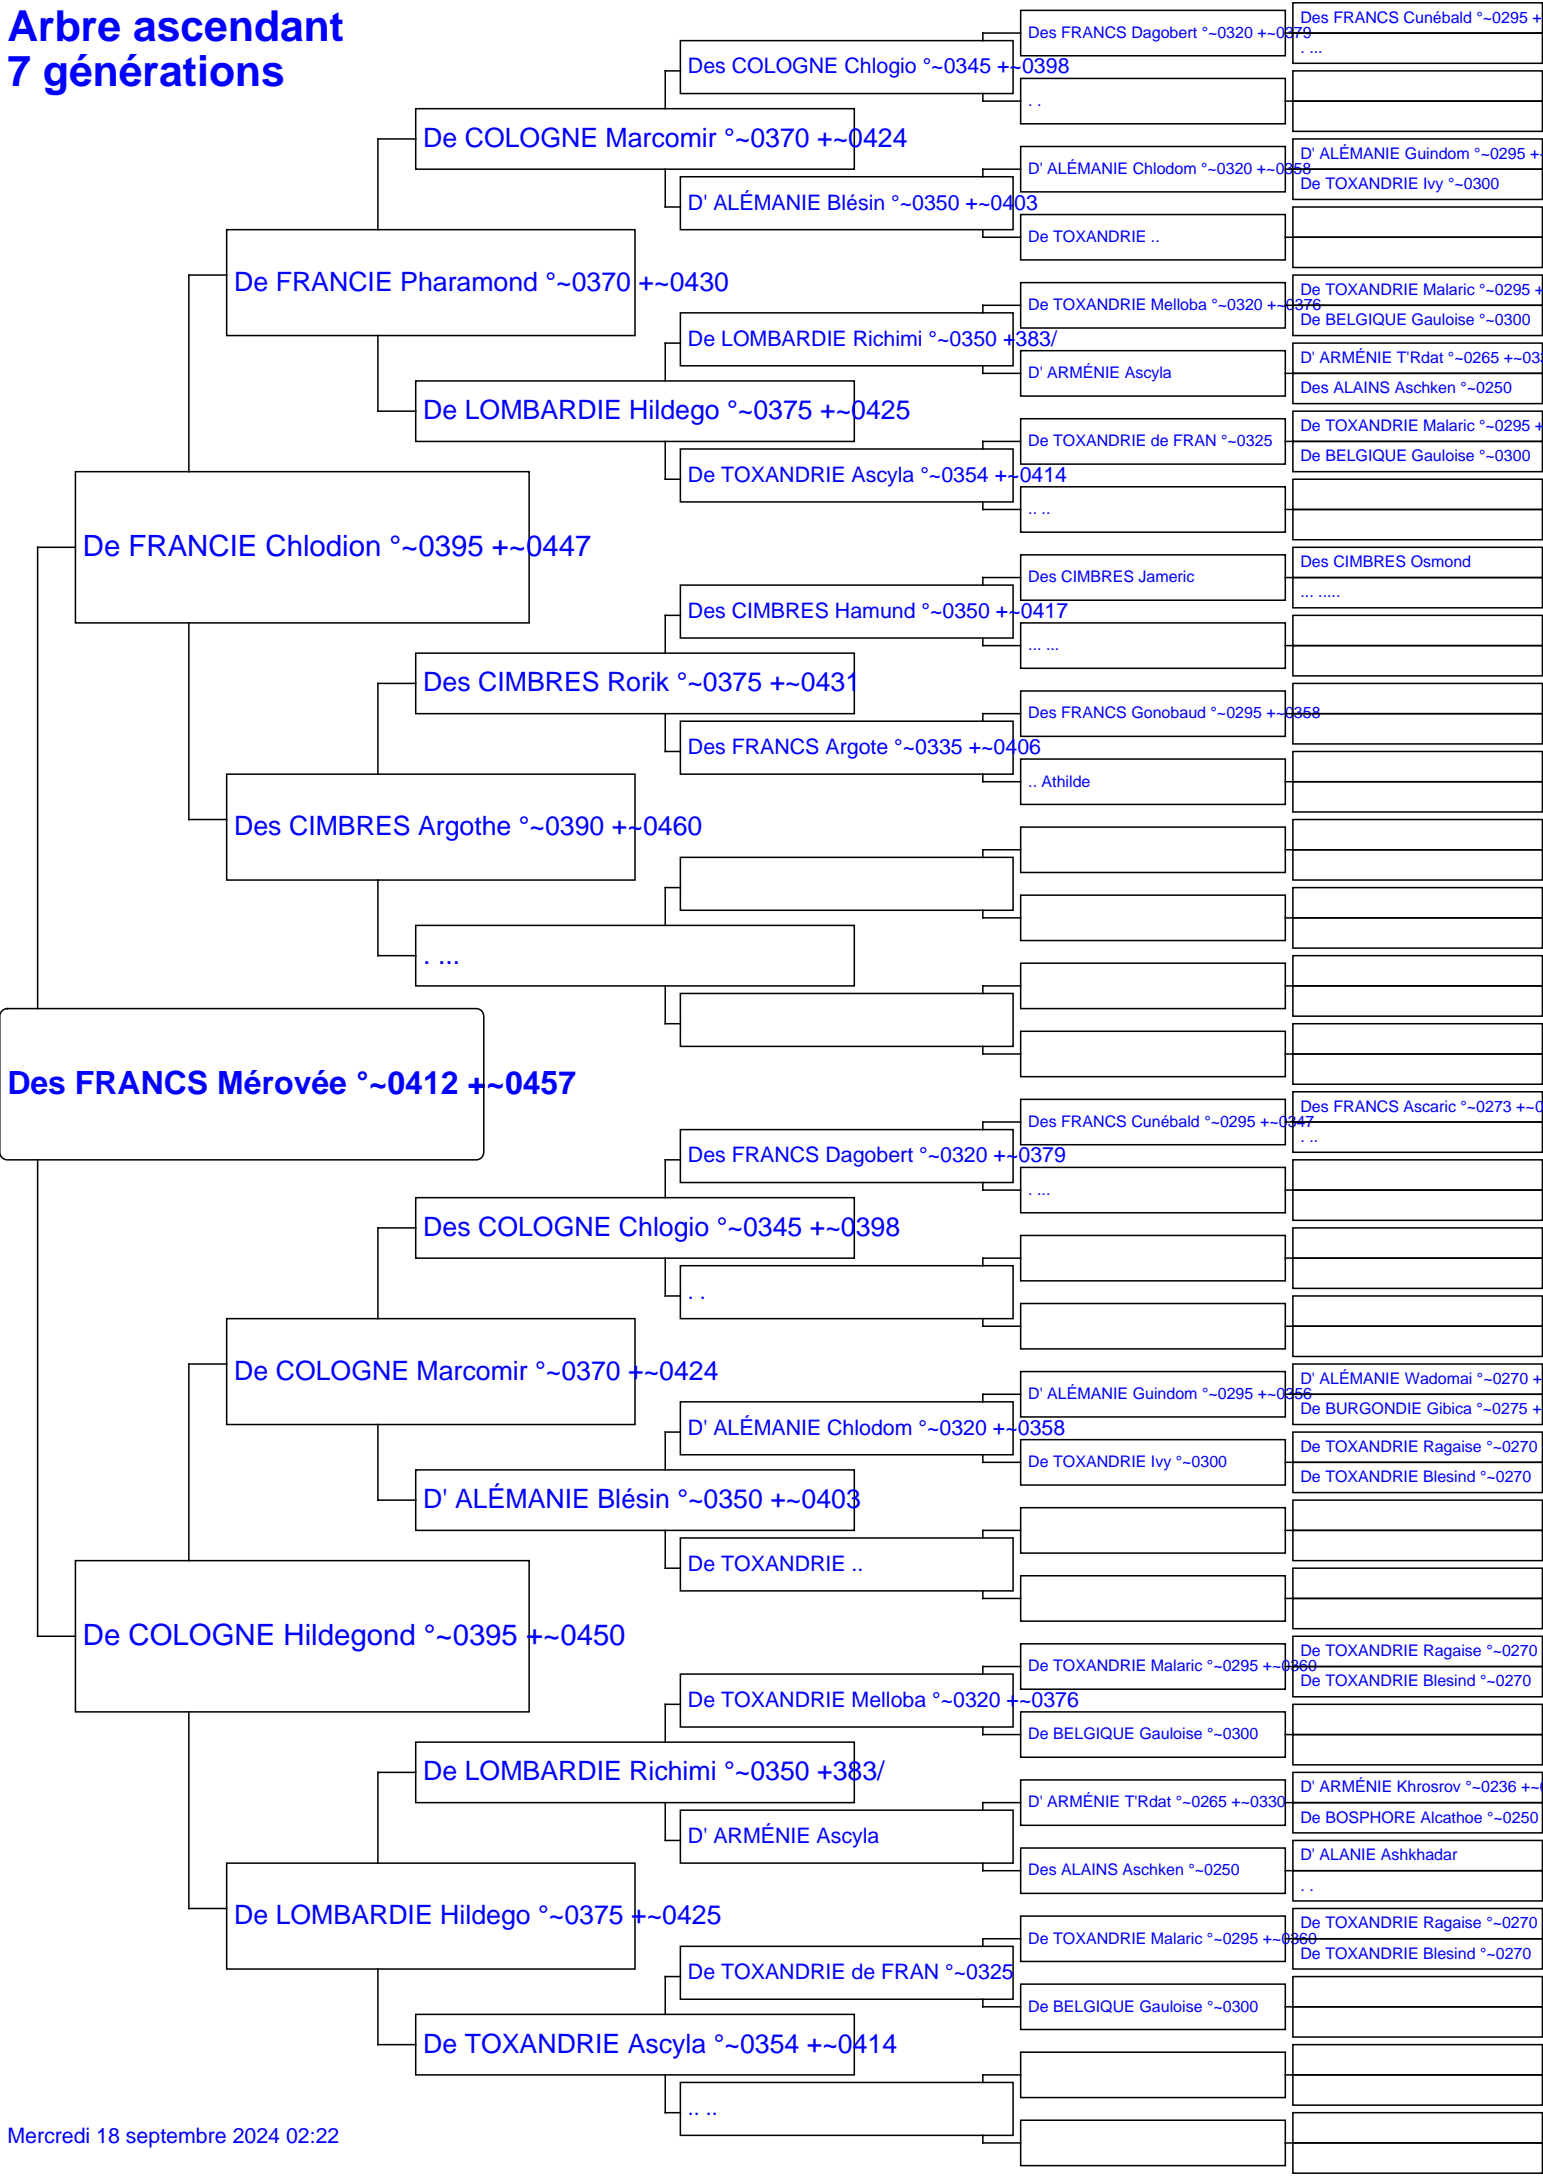 Arbre ascendant
7 générations
Des FRANCS Mérovée °~0412 +~0457
De FRANCIE Chlodion °~0395 +~0447
De COLOGNE Hildegond °~0395 +~0450
De FRANCIE Pharamond °~0370 +~0430
Des CIMBRES Argothe °~0390 +~0460
De COLOGNE Marcomir °~0370 +~0424
De LOMBARDIE Hildego °~0375 +~0425
De COLOGNE Marcomir °~0370 +~0424
De LOMBARDIE Hildego °~0375 +~0425
Des CIMBRES Rorik °~0375 +~0431
. ...
Des COLOGNE Chlogio °~0345 +~0398
D' ALÉMANIE Blésin °~0350 +~0403
De LOMBARDIE Richimi °~0350 +383/
De TOXANDRIE Ascyla °~0354 +~0414
Des COLOGNE Chlogio °~0345 +~0398
D' ALÉMANIE Blésin °~0350 +~0403
De LOMBARDIE Richimi °~0350 +383/
De TOXANDRIE Ascyla °~0354 +~0414
Des CIMBRES Hamund °~0350 +~0417
Des FRANCS Argote °~0335 +~0406
Des FRANCS Dagobert °~0320 +~0379
. .
D' ALÉMANIE Chlodom °~0320 +~0358
De TOXANDRIE ..
De TOXANDRIE Melloba °~0320 +~0376
D' ARMÉNIE Ascyla
De TOXANDRIE de FRAN °~0325
.. ..
Des FRANCS Dagobert °~0320 +~0379
. .
D' ALÉMANIE Chlodom °~0320 +~0358
De TOXANDRIE ..
De TOXANDRIE Melloba °~0320 +~0376
D' ARMÉNIE Ascyla
De TOXANDRIE de FRAN °~0325
.. ..
Des CIMBRES Jameric
... ...
Des FRANCS Gonobaud °~0295 +~0358
.. Athilde
Des FRANCS Cunébald °~0295 +~0347
. ...
D' ALÉMANIE Guindom °~0295 +~0356
De TOXANDRIE Ivy °~0300
De TOXANDRIE Malaric °~0295 +~0360
De BELGIQUE Gauloise °~0300
D' ARMÉNIE T'Rdat °~0265 +~0330
Des ALAINS Aschken °~0250
De TOXANDRIE Malaric °~0295 +~0360
De BELGIQUE Gauloise °~0300
Des FRANCS Cunébald °~0295 +
. ...
D' ALÉMANIE Guindom °~0295 +
De TOXANDRIE Ivy °~0300
De TOXANDRIE Malaric °~0295 +
De BELGIQUE Gauloise °~0300
D' ARMÉNIE T'Rdat °~0265 +~03
Des ALAINS Aschken °~0250
De TOXANDRIE Malaric °~0295 +
De BELGIQUE Gauloise °~0300
Des CIMBRES Osmond
... .....
Des FRANCS Ascaric °~0273 +~0
. ..
D' ALÉMANIE Wadomai °~0270 +
De BURGONDIE Gibica °~0275 +
De TOXANDRIE Ragaise °~0270
De TOXANDRIE Blesind °~0270
De TOXANDRIE Ragaise °~0270
De TOXANDRIE Blesind °~0270
D' ARMÉNIE Khrosrov °~0236 +~
De BOSPHORE Alcathoe °~0250
D' ALANIE Ashkhadar
. .
De TOXANDRIE Ragaise °~0270
De TOXANDRIE Blesind °~0270
Mercredi 18 septembre 2024 02:22